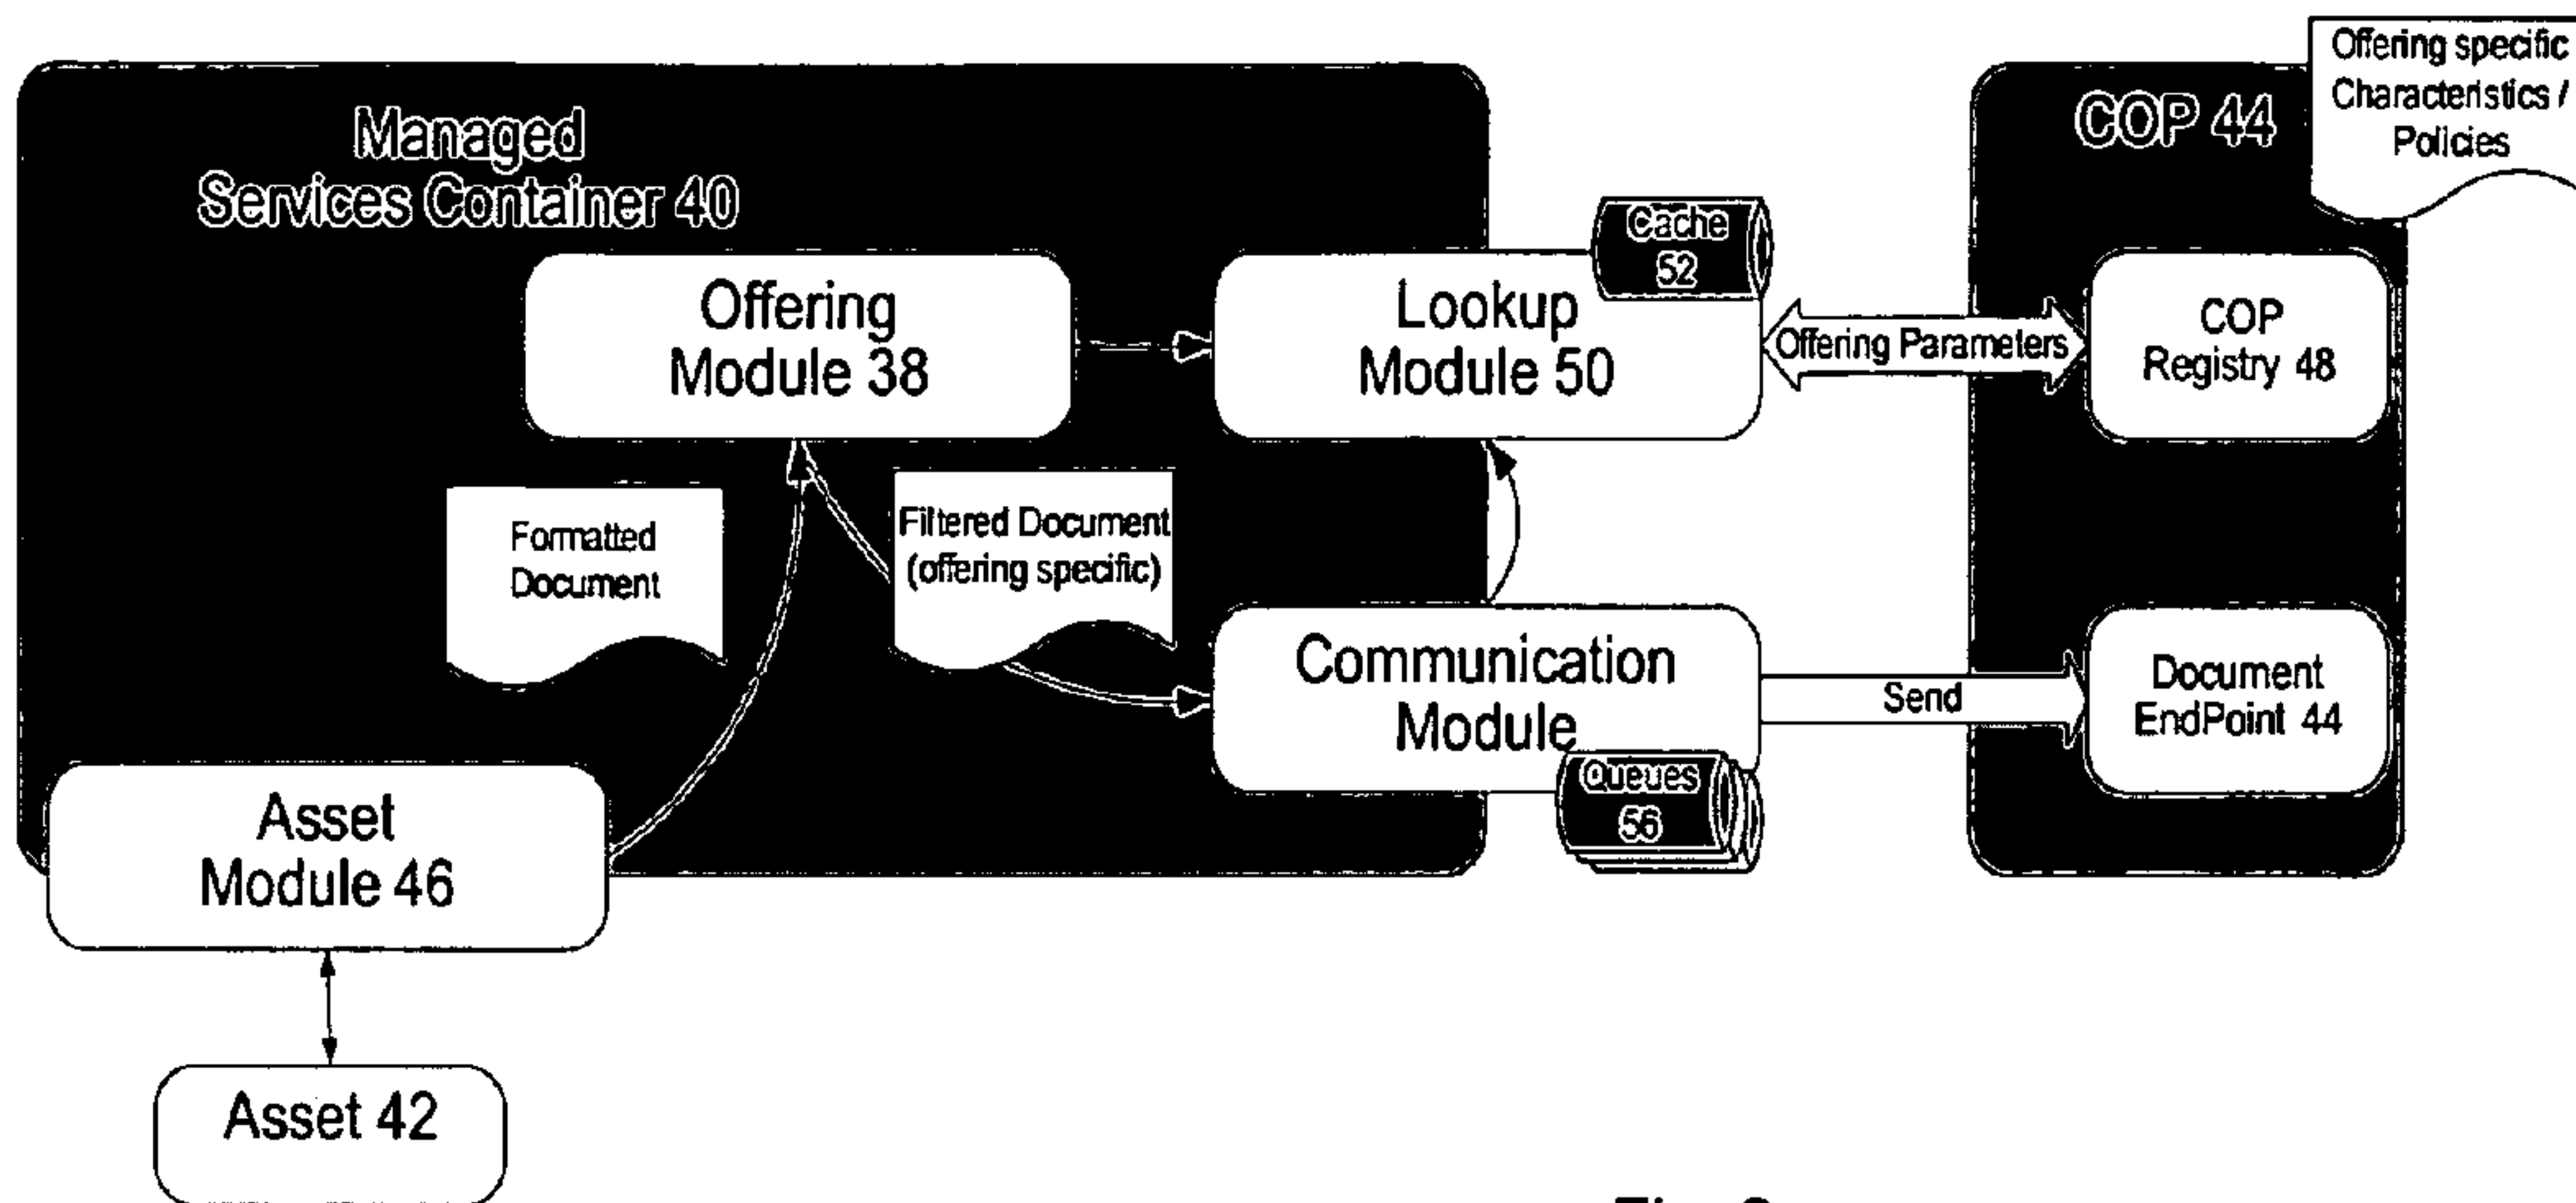 Offering specific
Characteristics /
Policies
Managed
Services Container 40
COP 44
Cache
52
Offering
Module 38
Lookup
Module 50
Offering Parameters
COP
Registry 48
Formatted
Document
Filtered Document
(offering specific)
Communication
Module
Send
Document
EndPoint 44
Queues
56
Asset
Module 46
Asset 42